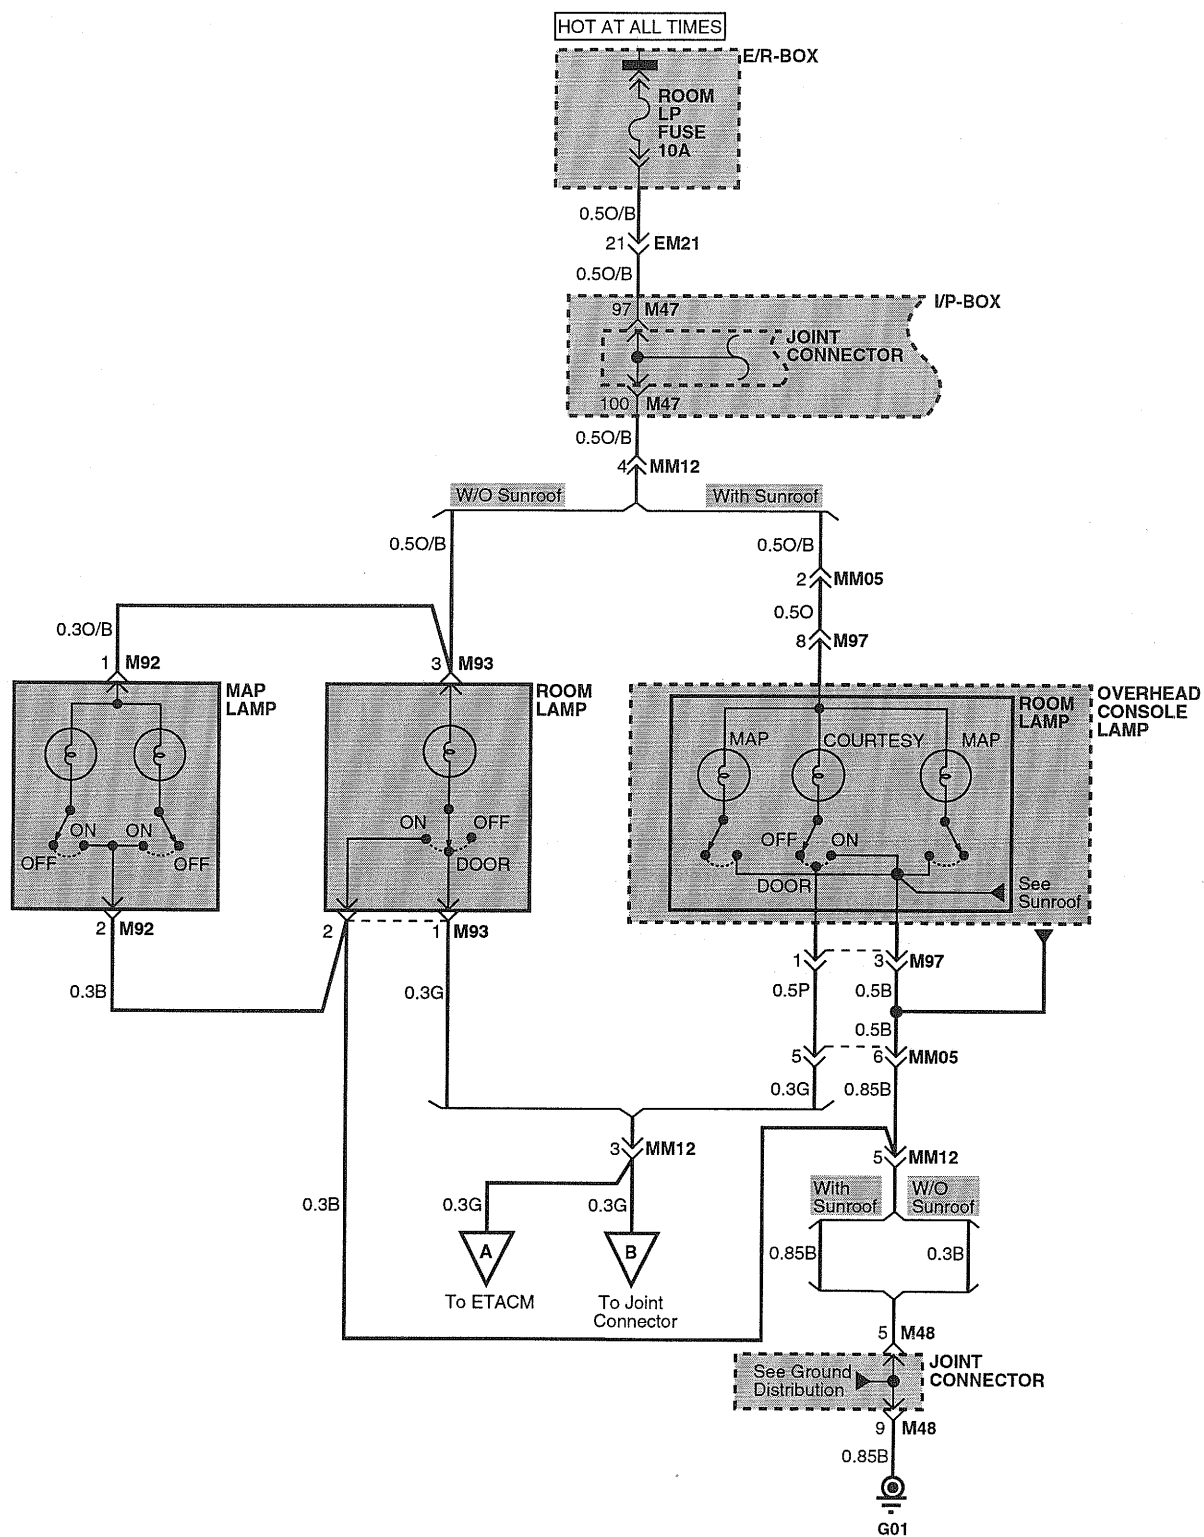 HOT AT ALL TIMES
E/R-BOX
ROOM
LP
FUSE
10A
0.5O/B
21 EM21
0.5O/B
I/P-BOX
97 M47
JOINT
CONNECTOR
100 M47
0.5O/B
4 MM12
W/O Sunroof
With Sunroof
0.5O/B
0.5O/B
2 MM05
0.5O
0.3O/B
8 M97
1 M92
3 M93
MAP
LAMP
ROOM
LAMP
ROOM
LAMP
OVERHEAD
CONSOLE
LAMP
MAP
COURTESY
MAP
ON
ON
OFF
OFF
ON
OFF
DOOR
OFF
ON
DOOR
See
Sunroof
2 M92
2
1 M93
1
3 M97
0.3B
0.3G
0.5P
0.5B
0.5B
5
6 MM05
0.3G
0.85B
3 MM12
5 MM12
With
Sunroof
W/O
Sunroof
0.3B
0.3G
0.3G
A
B
0.85B
0.3B
To ETACM
To Joint
Connector
5 M48
JOINT
CONNECTOR
See Ground
Distribution
9 M48
0.85B
G01